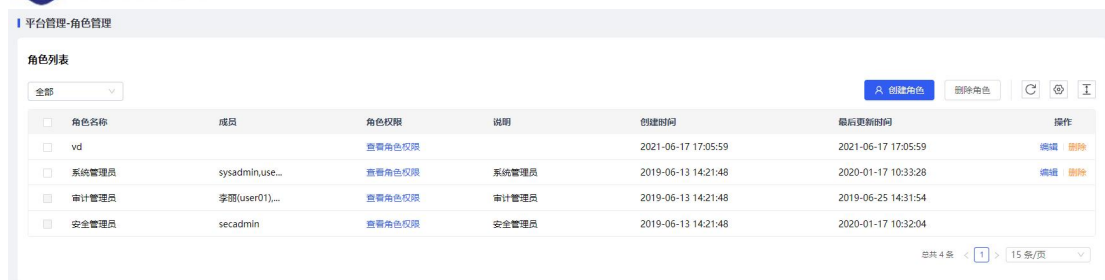 平台管理-角色管理
角色列表
全部
创建角色 删除角色
角色名称 成员 角色权限 说明 创建时间 最后更新时间 操作
vd 查看角色权限 2021-06-17 17:05:59 2021-06-17 17:05:59 编辑 删除
系统管理员 sysadmin,use... 查看角色权限 系统管理员 2019-06-13 14:21:48 2020-01-17 10:33:28 编辑 删除
审计管理员 李丽(user01),... 查看角色权限 审计管理员 2019-06-13 14:21:48 2019-06-25 14:31:54
安全管理员 secadmin 查看角色权限 安全管理员 2019-06-13 14:21:48 2020-01-17 10:32:04
总共 4 条 < 1 > 15 条/页